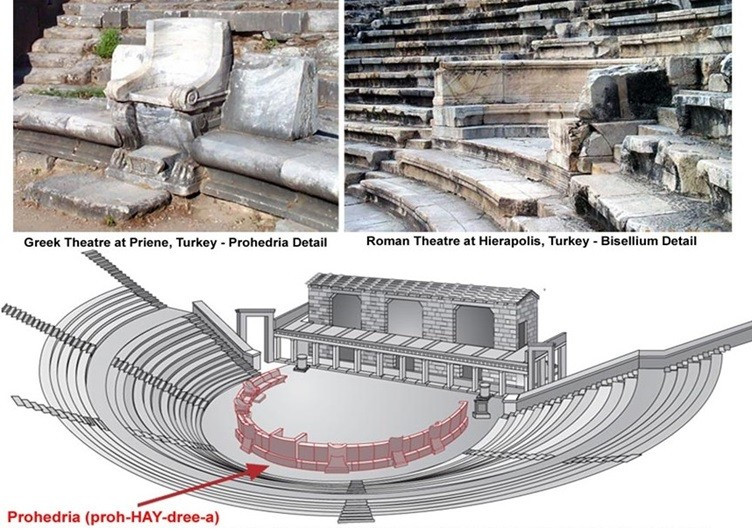 Greek Theatre at Priene, Turkey - Prohedria Detail
Roman Theatre at Hierapolis, Turkey - Bisellium Detail
Prohedria (proh-HAY-dree-a)